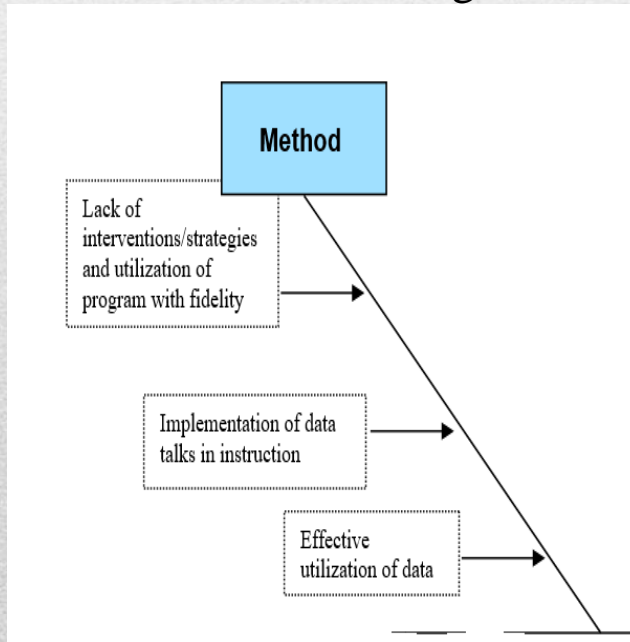 Method
Lack of
interventions/strategies
and utilization of
program with fidelity
Implementation of data
talks in instruction
Effective
utilization of data